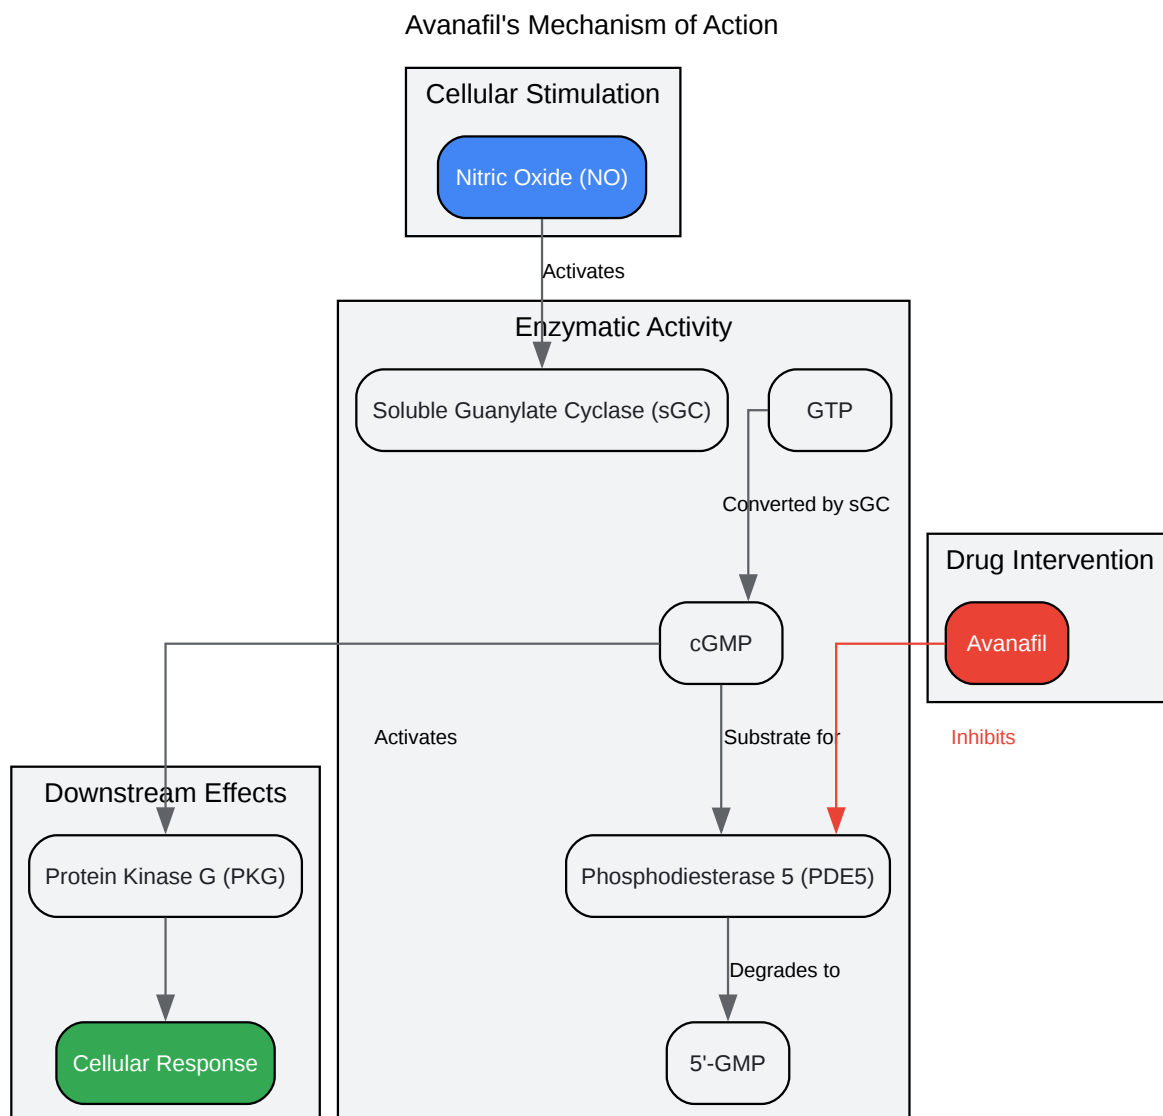 Avanafil's Mechanism of Action
Cellular Stimulation
Nitric Oxide (NO)
Activates
Enzymatic Activity
Soluble Guanylate Cyclase (sGC)
GTP
Converted by sGC
Drug Intervention
cGMP
Avanafil
Activates
Substrate for
Inhibits
Downstream Effects
Protein Kinase G (PKG)
Phosphodiesterase 5 (PDE5)
Degrades to
Cellular Response
5'-GMP